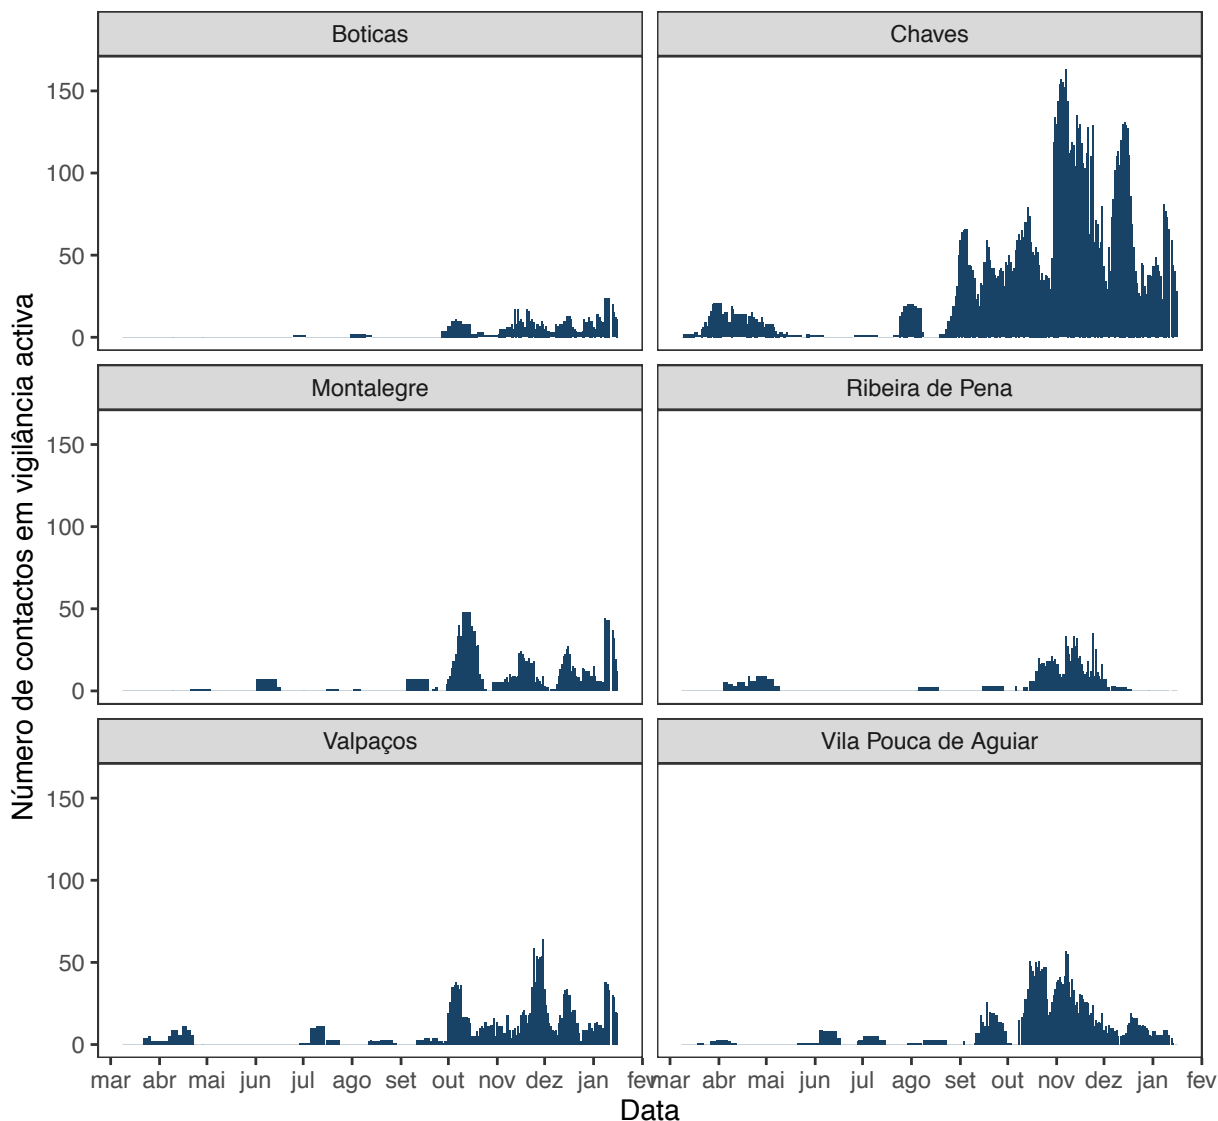 Boticas
Chaves
150
100
50
0
Montalegre
Ribeira de Pena
150
100
50
0
Valpaços
Vila Pouca de Aguiar
150
100
50
0
mar abr mai jun jul ago set out nov dez jan fev
mar abr mai jun jul ago set out nov dez jan fev
Data
Número de contactos em vigilância activa